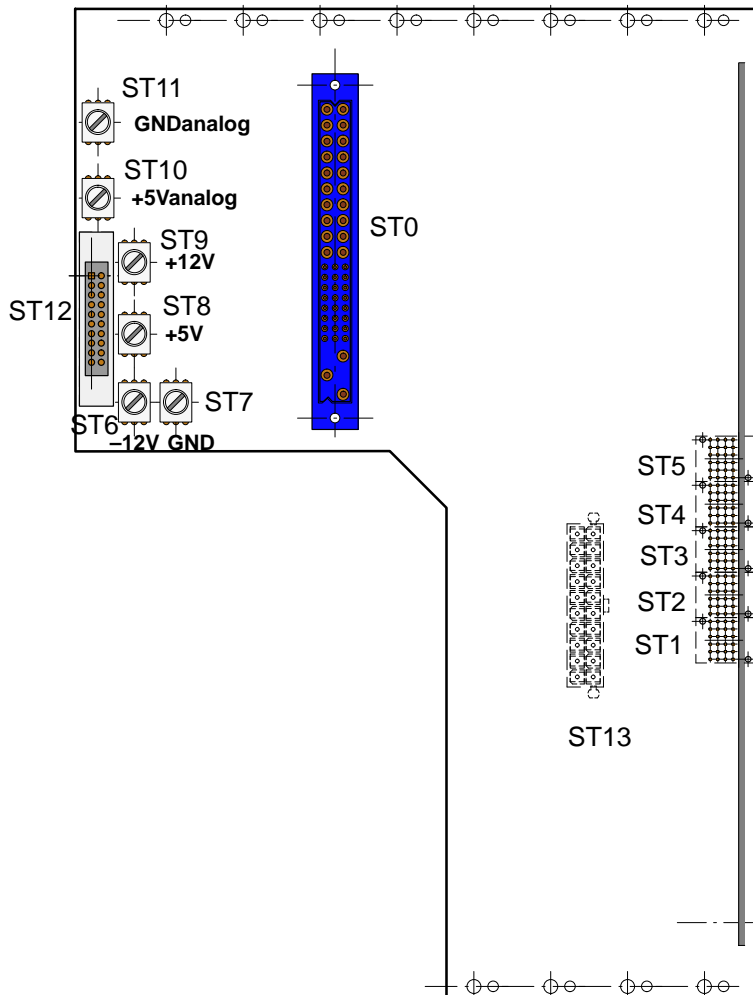 ST11
GNDanalog
ST10
+5Vanalog
ST0
ST9
+12V
ST12
ST8
+5V
ST7
ST6
–12V GND
ST5
ST4
ST3
ST2
ST1
ST13